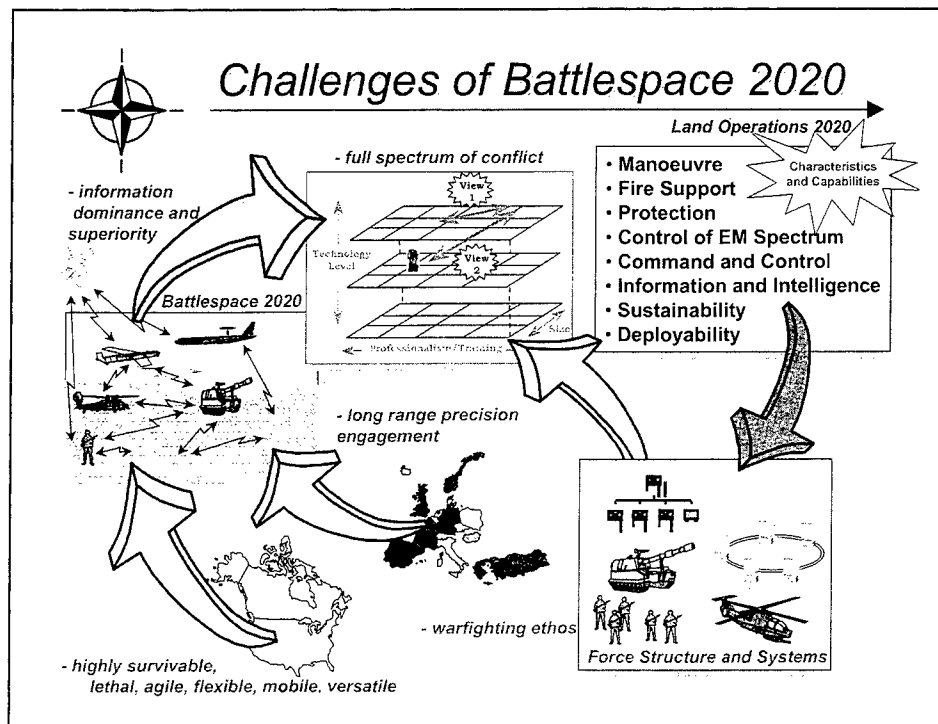 Challenges of Battlespace 2020
Land Operations 2020
- full spectrum of conflict
- information
dominance and
superiority
Battlespace 2020
View
1
View
2
Technology
Level
Size
Professionalism/Training
Characteristics
and Capabilities
• Manoeuvre
• Fire Support
• Protection
• Control of EM Spectrum
• Command and Control
• Information and Intelligence
• Sustainability
• Deployability
- long range precision
engagement
- warfighting ethos
Force Structure and Systems
- highly survivable,
lethal, agile, flexible, mobile, versatile